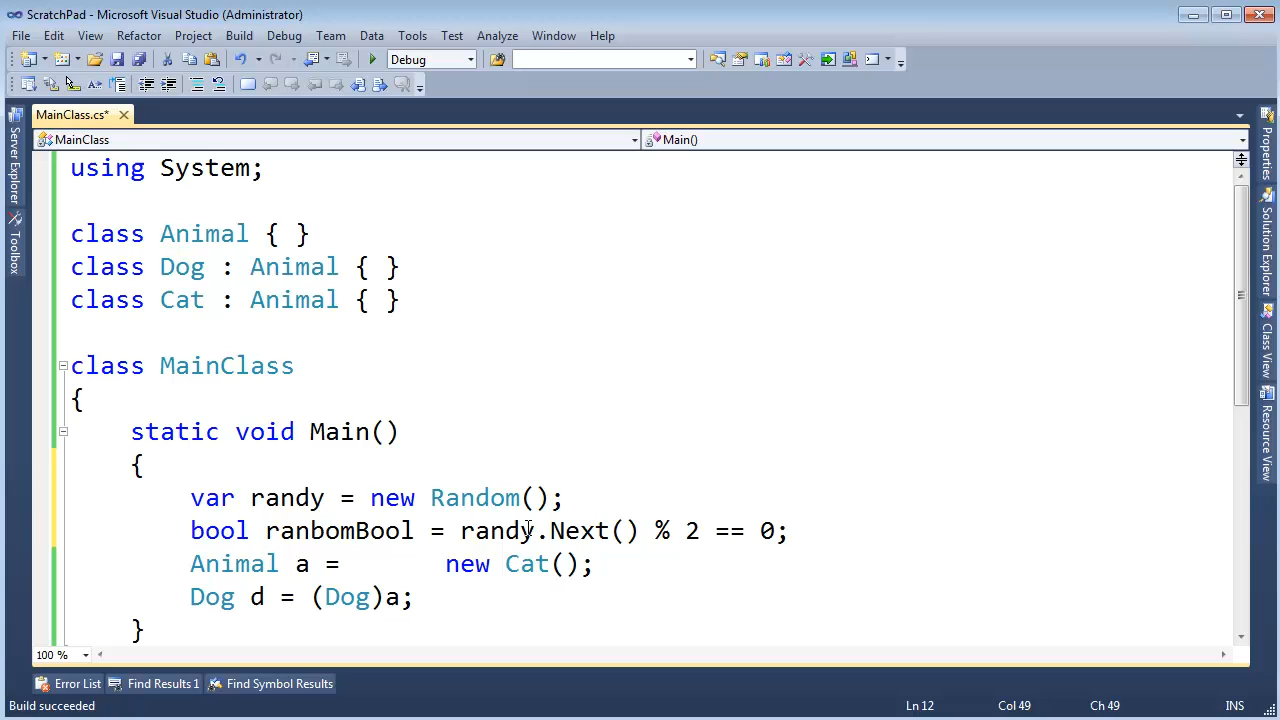 ScratchPad - Microsoft Visual Studio (Administrator)
File Edit View Refactor Project Build Debug Team Data Tools Test Analyze Window Help
Debug
MainClass.cs*
MainClass
Main()
Server Explorer
Toolbox
using System;
class Animal { }
class Dog : Animal { }
class Cat : Animal { }
class MainClass
{
static void Main()
{
var randy = new Random();
bool ranbomBool = randy.Next() % 2 == 0;
Animal a = new Cat();
Dog d = (Dog)a;
}
Properties
Solution Explorer
Class View
Resource View
100 %
Error List Find Results 1 Find Symbol Results
Build succeeded Ln 12 Col 49 Ch 49 INS